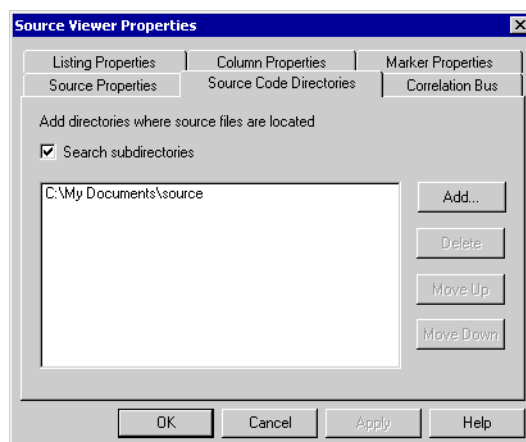 Source Viewer Properties
Listing Properties Column Properties Marker Properties
Source Properties Source Code Directories Correlation Bus
Add directories where source files are located
Search subdirectories
C:\My Documents\source
Add...
Delete
Move Up
Move Down
OK Cancel Apply Help